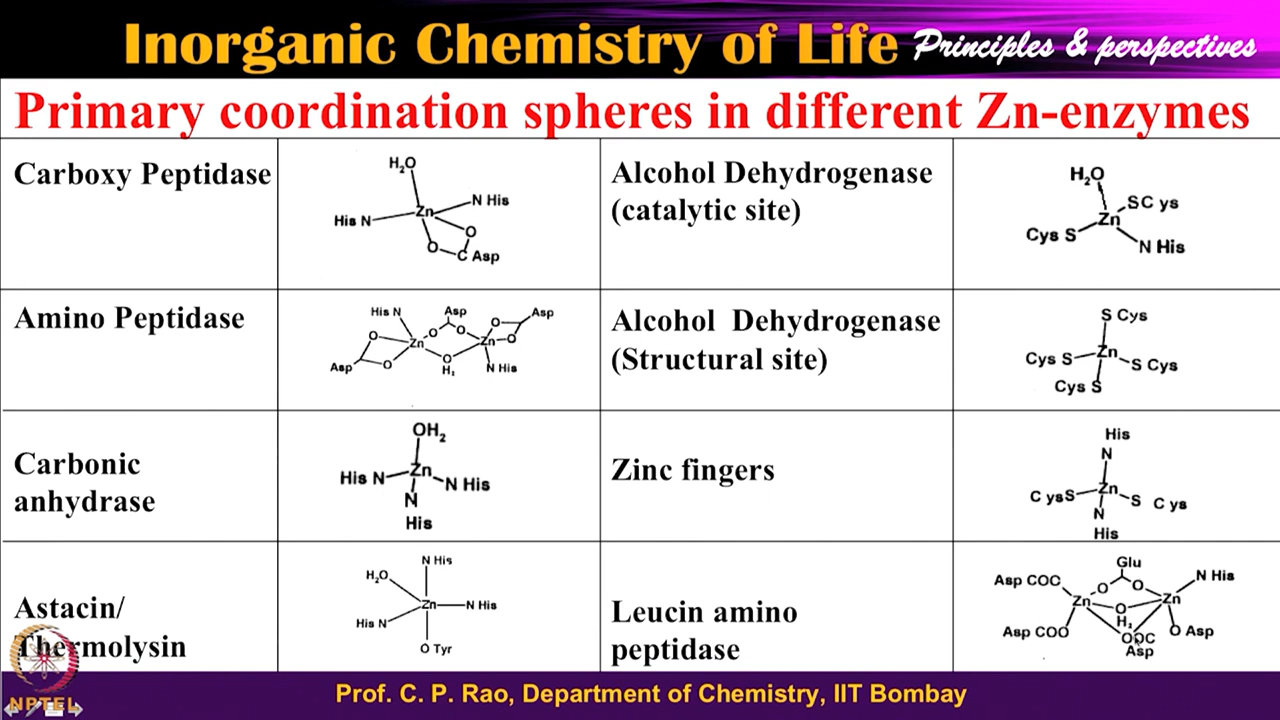 Inorganic Chemistry of Life Principles & perspectives
Primary coordination spheres in different Zn-enzymes
Carboxy Peptidase
H₂O
N His
Zn
His N
O
O
C Asp
Alcohol Dehydrogenase
(catalytic site)
H₂O
SC ys
Zn
Cys S
N His
Amino Peptidase
His N
Asp
Asp
O
O
O
O
Zn
Zn
O
O
Asp
O
H₁
N His
Alcohol Dehydrogenase
(Structural site)
S Cys
Cys S
Zn
S Cys
Cys S
Carbonic
anhydrase
OH₂
His N
Zn
N His
N
His
Zinc fingers
His
N
C ysS
Zn
S C ys
N
His
Astacin/
Thermolysin
N His
H₂O
Zn
N His
His N
O Tyr
Leucin amino
peptidase
Glu
Asp COC
O
O
N His
Zn
Zn
O
H₁
Asp COO
OOC
O Asp
Asp
NPTEL
Prof. C. P. Rao, Department of Chemistry, IIT Bombay